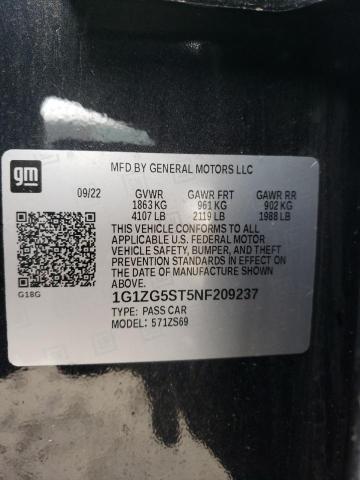 gm
MFD BY GENERAL MOTORS LLC
09/22 GVWR GAWR FRT GAWR RR
1863 KG 961 KG 902 KG
4107 LB 2119 LB 1988 LB
THIS VEHICLE CONFORMS TO ALL
APPLICABLE U.S. FEDERAL MOTOR
VEHICLE SAFETY, BUMPER, AND THEFT
PREVENTION STANDARDS IN EFFECT ON
THE DATE OF MANUFACTURE SHOWN
ABOVE.
G18G
1G1ZG5ST5NF209237
TYPE: PASS CAR
MODEL: 571ZS69